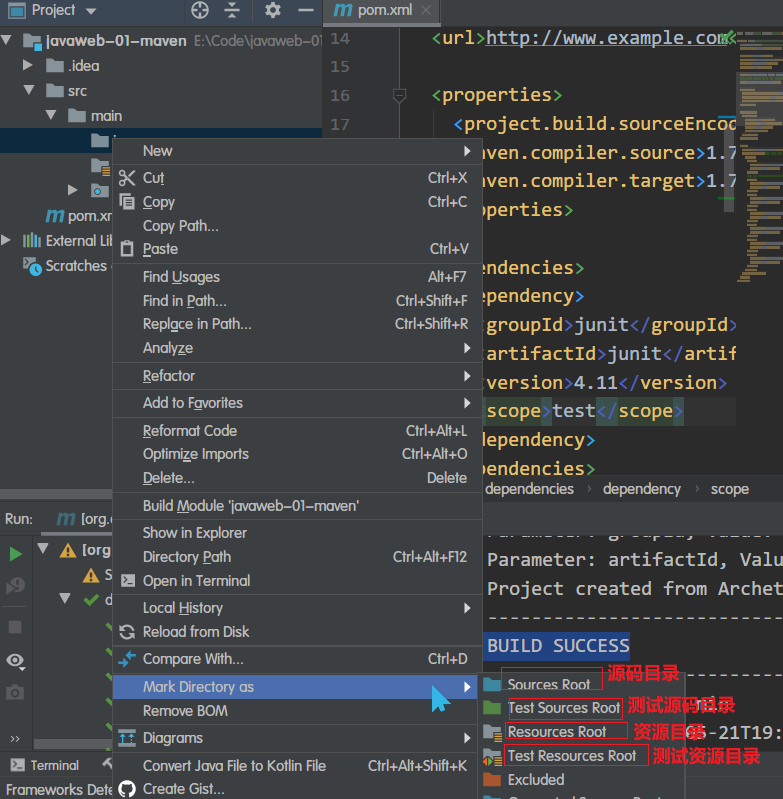 Project
pom.xml
javaweb-01-maven E:\Code\javaweb-01
.idea
src
main
pom.xm
External Lib
Scratches
14 <url>http://www.example.com<
15
16 <properties>
17 <project.build.sourceEncod
aven.compiler.source>1.7
aven.compiler.target>1.7
operties>
endencies>
ependency>
groupId>junit</groupId>
artifactId>junit</artif
version>4.11</version>
scope>test</scope>
dependency>
pendencies>
dependencies › dependency › scope
New
Cut Ctrl+X
Copy Ctrl+C
Copy Path...
Paste Ctrl+V
Find Usages Alt+F7
Find in Path... Ctrl+Shift+F
Replace in Path... Ctrl+Shift+R
Analyze
Refactor
Add to Favorites
Reformat Code Ctrl+Alt+L
Optimize Imports Ctrl+Alt+O
Delete... Delete
Build Module 'javaweb-01-maven'
Show in Explorer
Directory Path Ctrl+Alt+F12
Open in Terminal
Local History
Reload from Disk
Compare With... Ctrl+D
Mark Directory as
Remove BOM
Diagrams
Convert Java File to Kotlin File Ctrl+Alt+Shift+K
Create Gist...
Run: [org.
[org
S
d
Parameter: artifactId, Valu
Project created from Archet
----------------------------
BUILD SUCCESS
Sources Root 源码目录
Test Sources Root 测试源码目录
Resources Root 资源目录
Test Resources Root 测试资源目录
Excluded
-21T19:
Terminal
Frameworks Dete